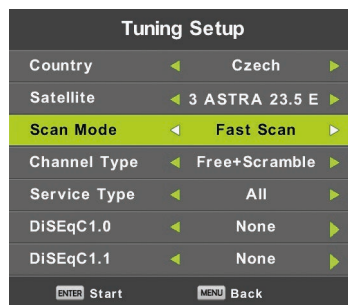 Tuning Setup
Country Czech
Satellite 3 ASTRA 23.5 E
Scan Mode Fast Scan
Channel Type Free+Scramble
Service Type All
DiSEqC1.0 None
DiSEqC1.1 None
ENTER Start MENU Back